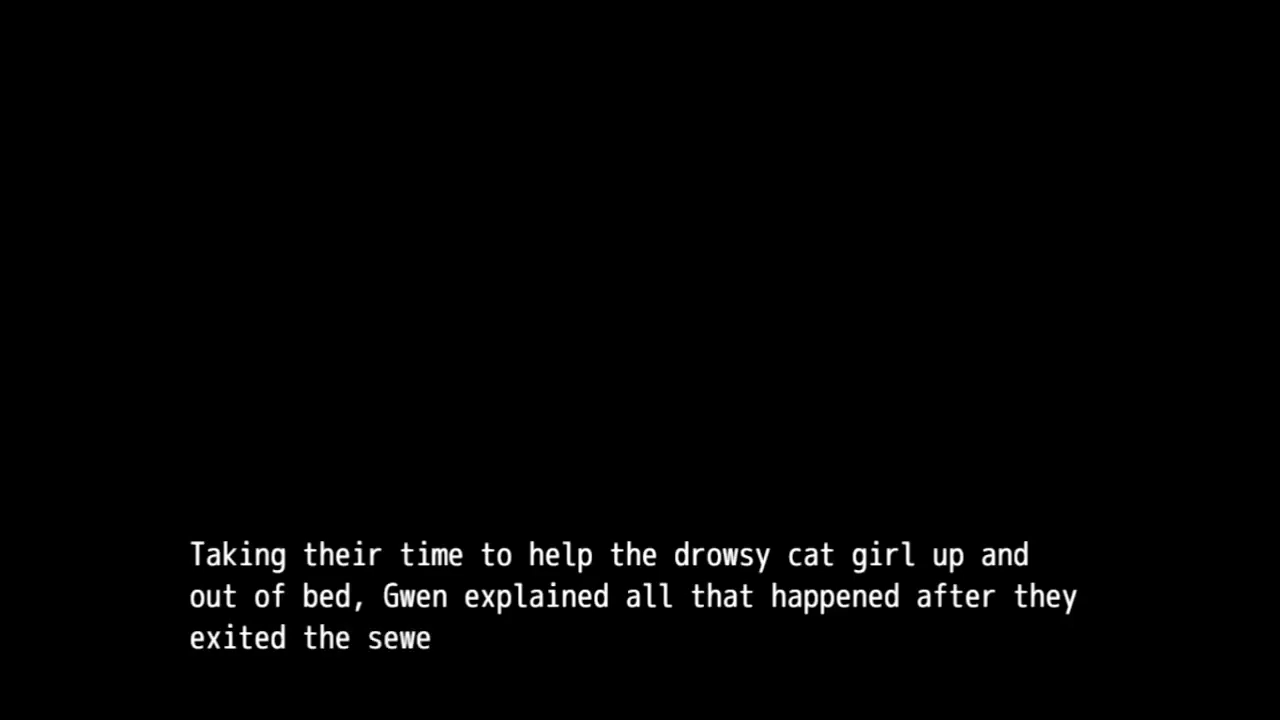 Taking their time to help the drowsy cat girl up and
out of bed, Gwen explained all that happened after they
exited the sewe